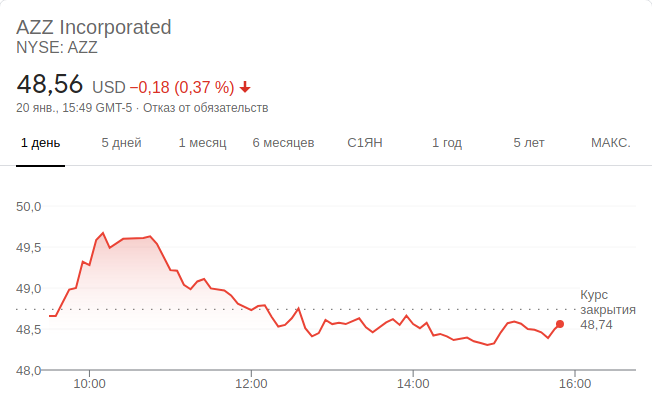 AZZ Incorporated
NYSE: AZZ
48,56 USD −0,18 (0,37 %)
20 янв., 15:49 GMT-5 · Отказ от обязательств
1 день 5 дней 1 месяц 6 месяцев С1ЯН 1 год 5 лет МАКС.
50,0
49,5
49,0
Курс
закрытия
48,74
48,5
48,0
10:00 12:00 14:00 16:00